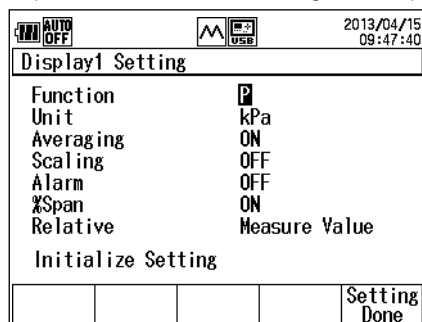 AUTO OFF USB 2013/04/15 09:47:40
Display1 Setting
Function P
Unit kPa
Averaging ON
Scaling OFF
Alarm OFF
%Span ON
Relative Measure Value
Initialize Setting
Setting Done